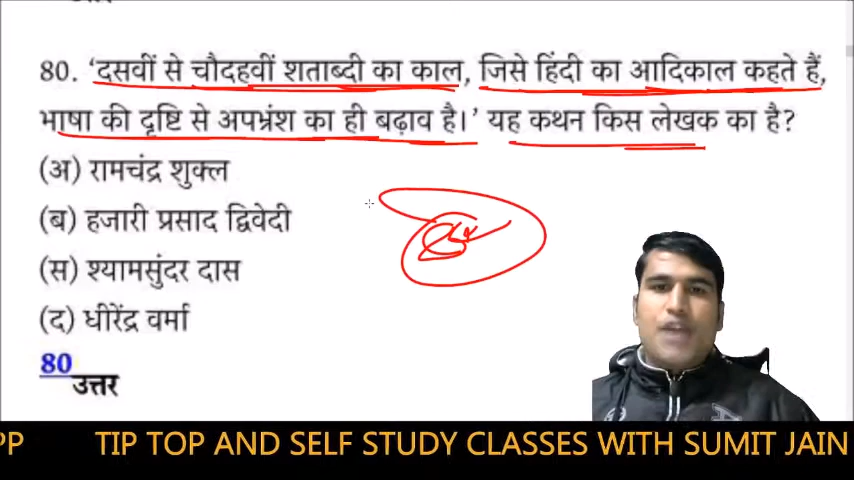 80. ‘दसवीं से चौदहवीं शताब्दी का काल, जिसे हिंदी का आदिकाल कहते हैं,
भाषा की दृष्टि से अपभ्रंश का ही बढ़ाव है।’ यह कथन किस लेखक का है?
(अ) रामचंद्र शुक्ल
(ब) हजारी प्रसाद द्विवेदी
(स) श्यामसुंदर दास
(द) धीरेंद्र वर्मा
80
उत्तर
PP TIP TOP AND SELF STUDY CLASSES WITH SUMIT JAIN